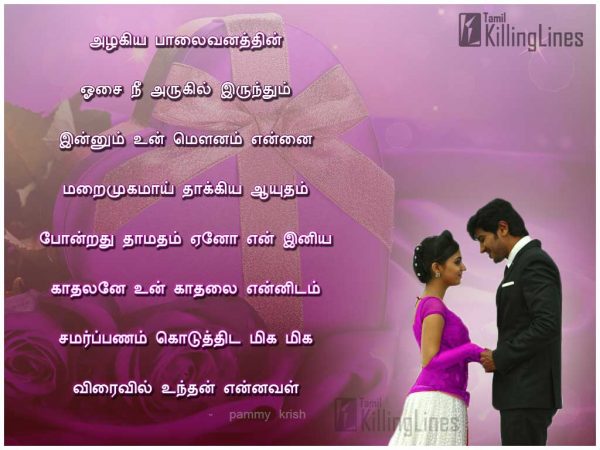 Tamil
KillingLines
அழகிய பாலைவனத்தின்
ஓசை நீ அருகில் இருந்தும்
இன்னும் உன் மௌனம் என்னை
மறைமுகமாய் தாக்கிய ஆயுதம்
போன்றது தாமதம் ஏனோ என் இனிய
காதலனே உன் காதலை என்னிடம்
சமர்ப்பணம் கொடுத்திட மிக மிக
விரைவில் உந்தன் என்னவள்
- pammy krish
Tamil
KillingLines